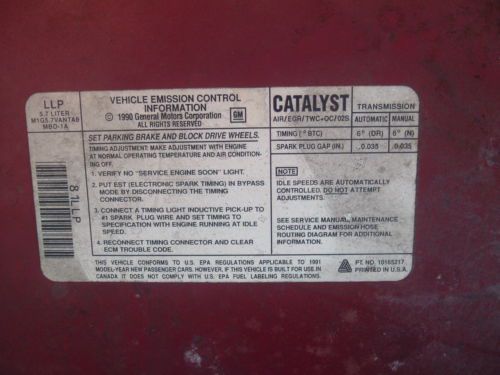 LLP
5.7 LITER
M1G5.7VANTA8
MBO-1A
VEHICLE EMISSION CONTROL
INFORMATION
© 1990 General Motors Corporation
ALL RIGHTS RESERVED
GM
CATALYST
AIR/EGR/TWC+OC/O2S
TRANSMISSION
AUTOMATIC MANUAL
TIMING (° BTC) 6° (DR) 6° (N)
SPARK PLUG GAP (IN.) .0.035 .0.035
SET PARKING BRAKE AND BLOCK DRIVE WHEELS.
TIMING ADJUSTMENT: MAKE ADJUSTMENT WITH ENGINE
AT NORMAL OPERATING TEMPERATURE AND AIR CONDITION-
ING OFF.
1. VERIFY NO "SERVICE ENGINE SOON" LIGHT.
2. PUT EST (ELECTRONIC SPARK TIMING) IN BYPASS
MODE BY DISCONNECTING THE TIMING
CONNECTOR.
3. CONNECT A TIMING LIGHT INDUCTIVE PICK-UP TO
#1 SPARK. PLUG WIRE AND SET TIMING TO
SPECIFICATION WITH ENGINE RUNNING AT IDLE
SPEED.
4. RECONNECT TIMING CONNECTOR AND CLEAR
ECM TROUBLE CODE.
NOTE
IDLE SPEEDS ARE AUTOMATICALLY
CONTROLLED. DO NOT ATTEMPT
ADJUSTMENTS.
SEE SERVICE MANUAL, MAINTENANCE
SCHEDULE AND EMISSION HOSE
ROUTING DIAGRAM FOR ADDITIONAL
INFORMATION.
8 7LLP
THIS VEHICLE CONFORMS TO U.S. EPA REGULATIONS APPLICABLE TO 1991
MODEL-YEAR NEW PASSENGER CARS. HOWEVER, IF THIS VEHICLE IS BUILT FOR USE IN
CANADA IT DOES NOT COMPLY WITH U.S. EPA FUEL LABELING REGULATIONS.
PT. NO. 10165217
PRINTED IN U.S.A.